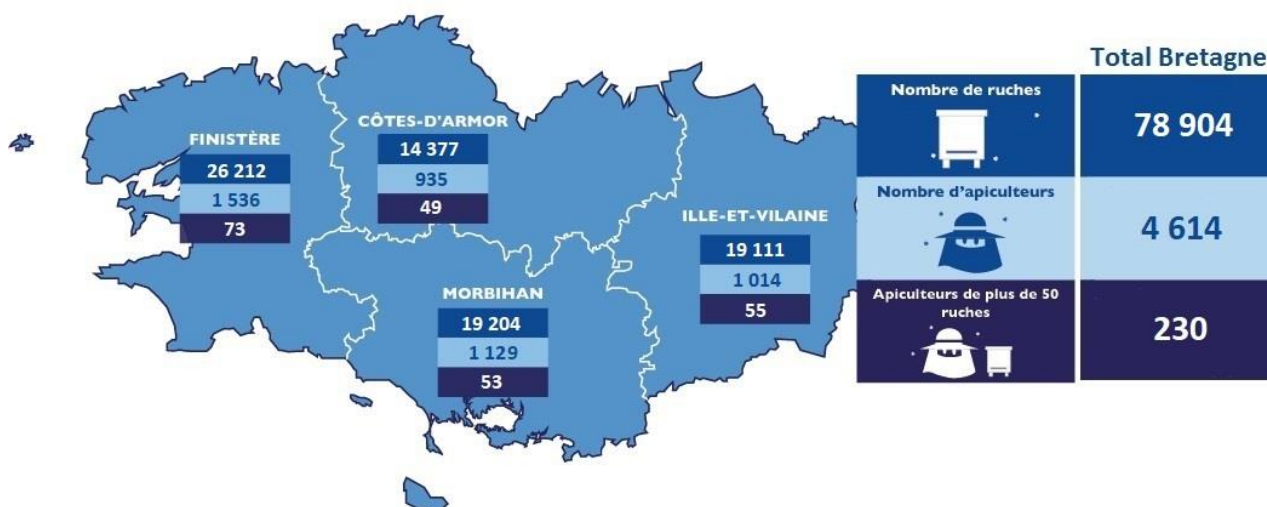 FINISTÈRE
26 212
1 536
73
CÔTES-D'ARMOR
14 377
935
49
MORBIHAN
19 204
1 129
53
ILLE-ET-VILAINE
19 111
1 014
55
Total Bretagne
Nombre de ruches
78 904
Nombre d'apiculteurs
4 614
Apiculteurs de plus de 50
ruches
230